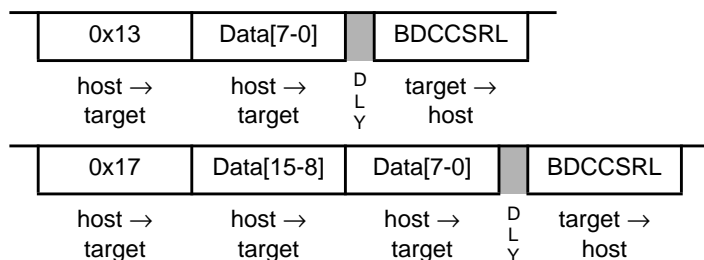 0x13 Data[7-0] BDCCSRL
host → target host → target D L Y target → host
0x17 Data[15-8] Data[7-0] BDCCSRL
host → target host → target host → target D L Y target → host